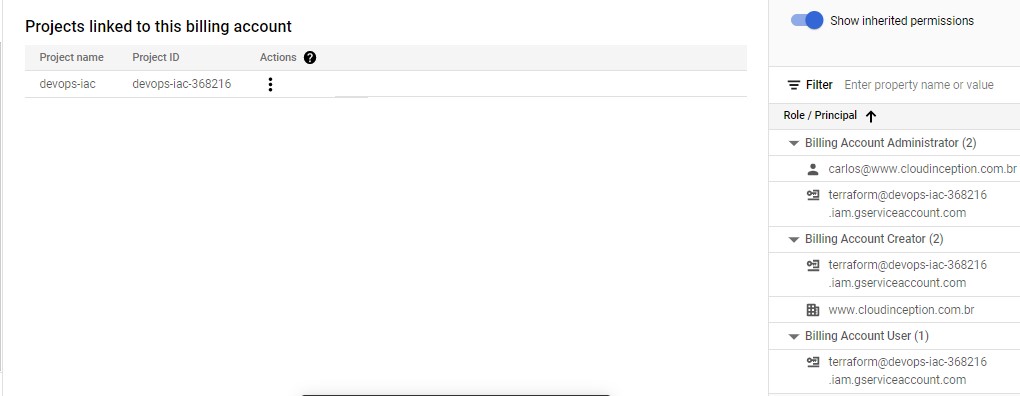 Projects linked to this billing account
Project name Project ID Actions ?
devops-iac devops-iac-368216
Show inherited permissions
Filter Enter property name or value
Role / Principal
Billing Account Administrator (2)
carlos@www.cloudinception.com.br
terraform@devops-iac-368216
.iam.gserviceaccount.com
Billing Account Creator (2)
terraform@devops-iac-368216
.iam.gserviceaccount.com
www.cloudinception.com.br
Billing Account User (1)
terraform@devops-iac-368216
.iam.gserviceaccount.com